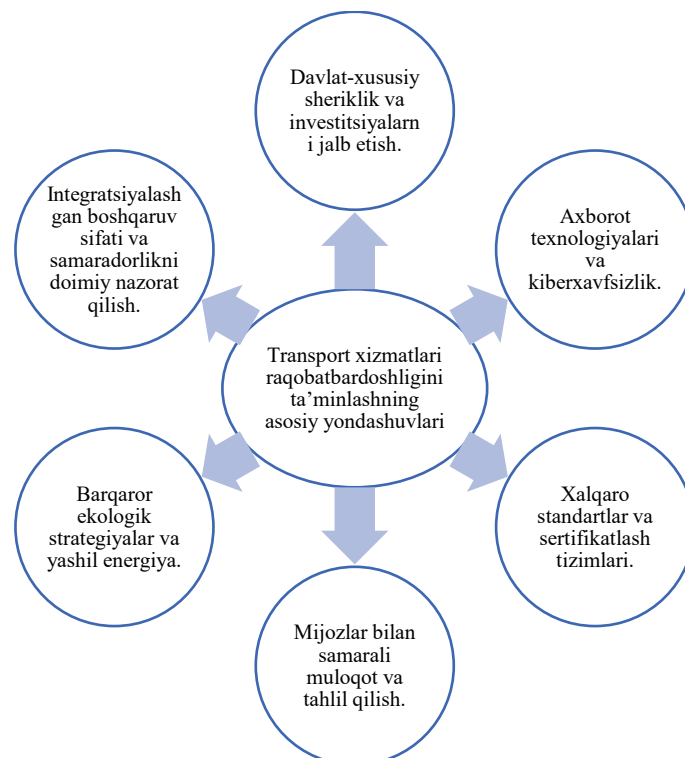 Davlat-xususiy
sheriklik va
investitsiyalarn
i jalb etish.
Integratsiyalash
gan boshqaruv
sifati va
samaradorlikni
doimiy nazorat
qilish.
Axborot
texnologiyalari
va
kiberxavfsizlik.
Transport xizmatlari
raqobatbardoshligini
ta’minlashning
asosiy yondashuvlari
Barqaror
ekologik
strategiyalar va
yashil energiya.
Xalqaro
standartlar va
sertifikatlash
tizimlari.
Mijozlar bilan
samarali
muloqot va
tahlil qilish.